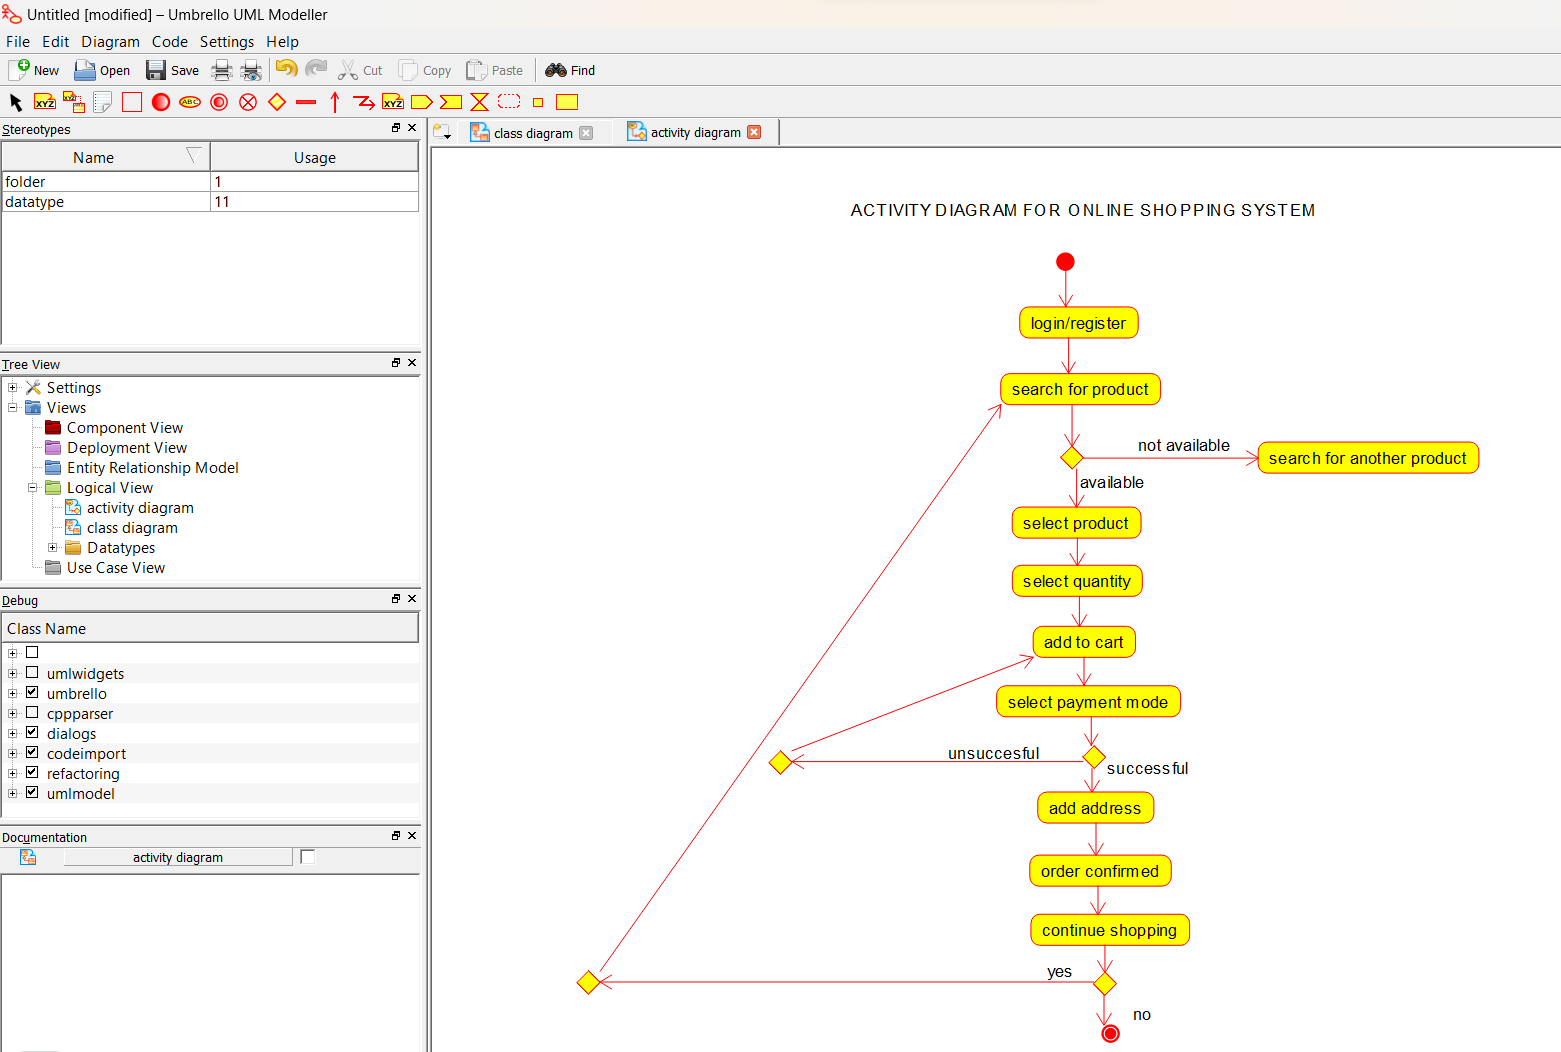 Untitled [modified] – Umbrello UML Modeller
File Edit Diagram Code Settings Help
New Open Save Cut Copy Paste Find
XYZ XYZ ABC XYZ
Stereotypes
Name Usage
folder 1
datatype 11
Tree View
Settings
Views
Component View
Deployment View
Entity Relationship Model
Logical View
activity diagram
class diagram
Datatypes
Use Case View
Debug
Class Name
umlwidgets
umbrello
cppparser
dialogs
codeimport
refactoring
umlmodel
Documentation
activity diagram
class diagram activity diagram
ACTIVITY DIAGRAM FOR ONLINE SHOPPING SYSTEM
login/register
search for product
not available
search for another product
available
select product
select quantity
add to cart
select payment mode
unsuccesful
successful
add address
order confirmed
continue shopping
yes
no